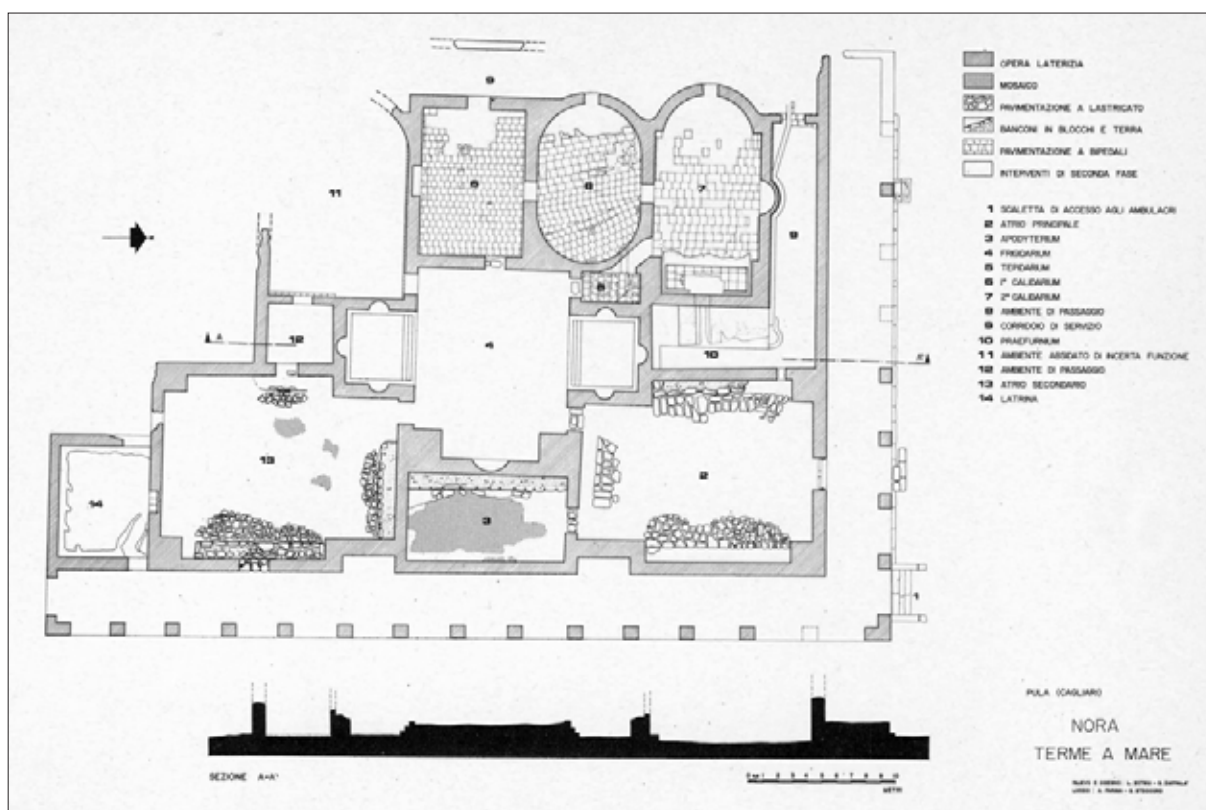 OPERA LATERIZIA
MOSAICO
PAVIMENTAZIONE A LASTRICATO
BANCONI IN BLOCCHI E TERRA
PAVIMENTAZIONE A BIPEDALI
INTERVENTI DI SECONDA FASE
1 SCALETTA DI ACCESSO AGLI AMBULACRI
2 ATRIO PRINCIPALE
3 APODYTERIUM
4 FRIGIDARIUM
5 TEPIDARIUM
6 1° CALIDARIUM
7 2° CALIDARIUM
9 AMBIENTE DI PASSAGGIO
9 CORRIDOIO DI SERVIZIO
10 PRAEFURNIUM
11 AMBIENTE ABSIDATO DI INCERTA FUNZIONE
12 AMBIENTE DI PASSAGGIO
13 ATRIO SECONDARIO
14 LATRINA
9
11
7
9
A
12
4
10
13
2
14
3
1
PULA (CAGLIARI)
NORA
TERME A MARE
SEZIONE A-A'
METRI